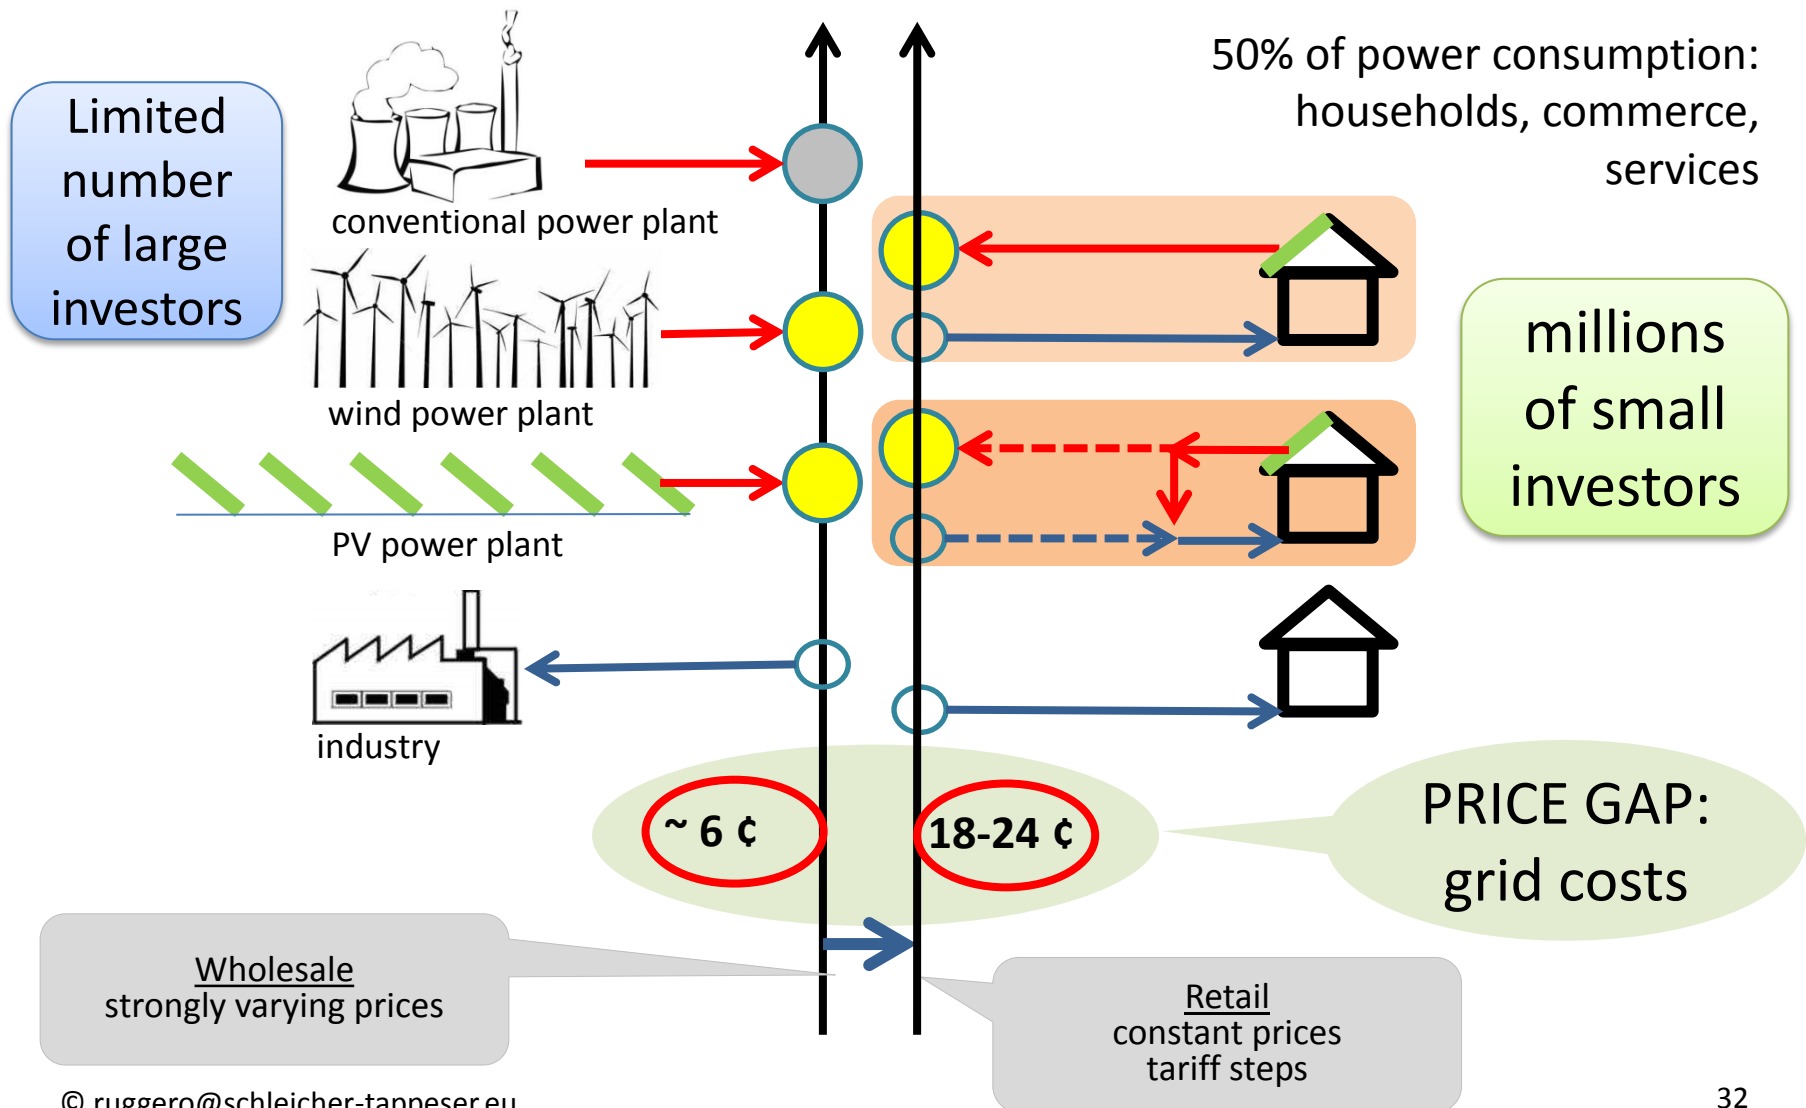 50% of power consumption:
households, commerce,
services
Limited
number
of large
investors
conventional power plant
wind power plant
PV power plant
industry
millions
of small
investors
~ 6 ¢
18-24 ¢
PRICE GAP:
grid costs
Wholesale
strongly varying prices
Retail
constant prices
tariff steps
© ruggero@schleicher-tappeser.eu
32